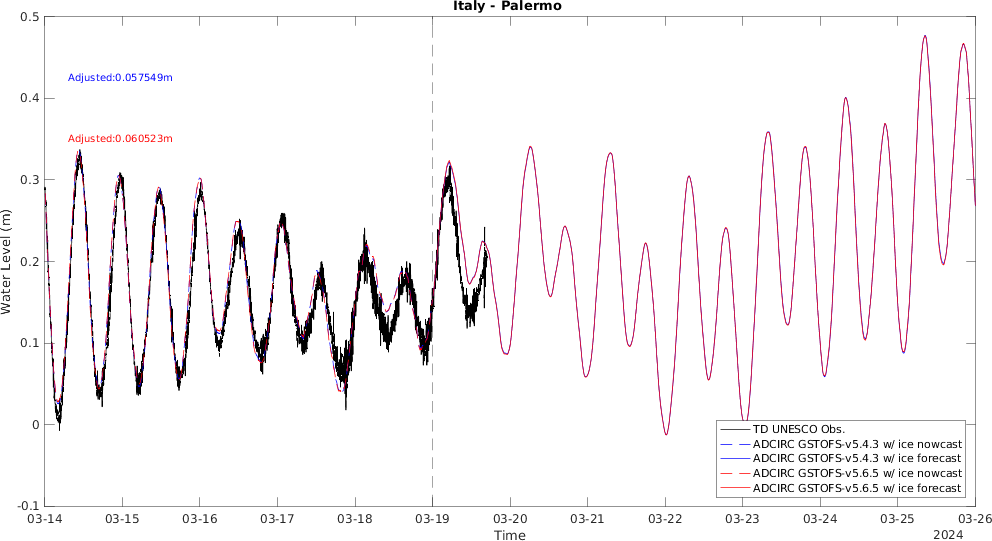 Italy - Palermo
0.5
0.4
0.3
0.2
0.1
0
-0.1
Water Level (m)
Adjusted:0.057549m
Adjusted:0.060523m
TD UNESCO Obs.
ADCIRC GSTOFS-v5.4.3 w/ ice nowcast
ADCIRC GSTOFS-v5.4.3 w/ ice forecast
ADCIRC GSTOFS-v5.6.5 w/ ice nowcast
ADCIRC GSTOFS-v5.6.5 w/ ice forecast
03-14 03-15 03-16 03-17 03-18 03-19 03-20 03-21 03-22 03-23 03-24 03-25 03-26
Time
2024